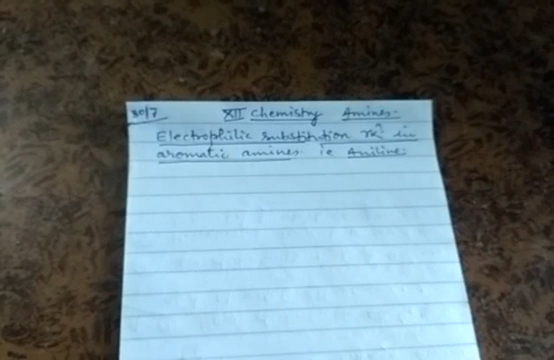 30/7 XII Chemistry Amines.
Electrophilic substitution rxn in
aromatic amines ie Aniline: